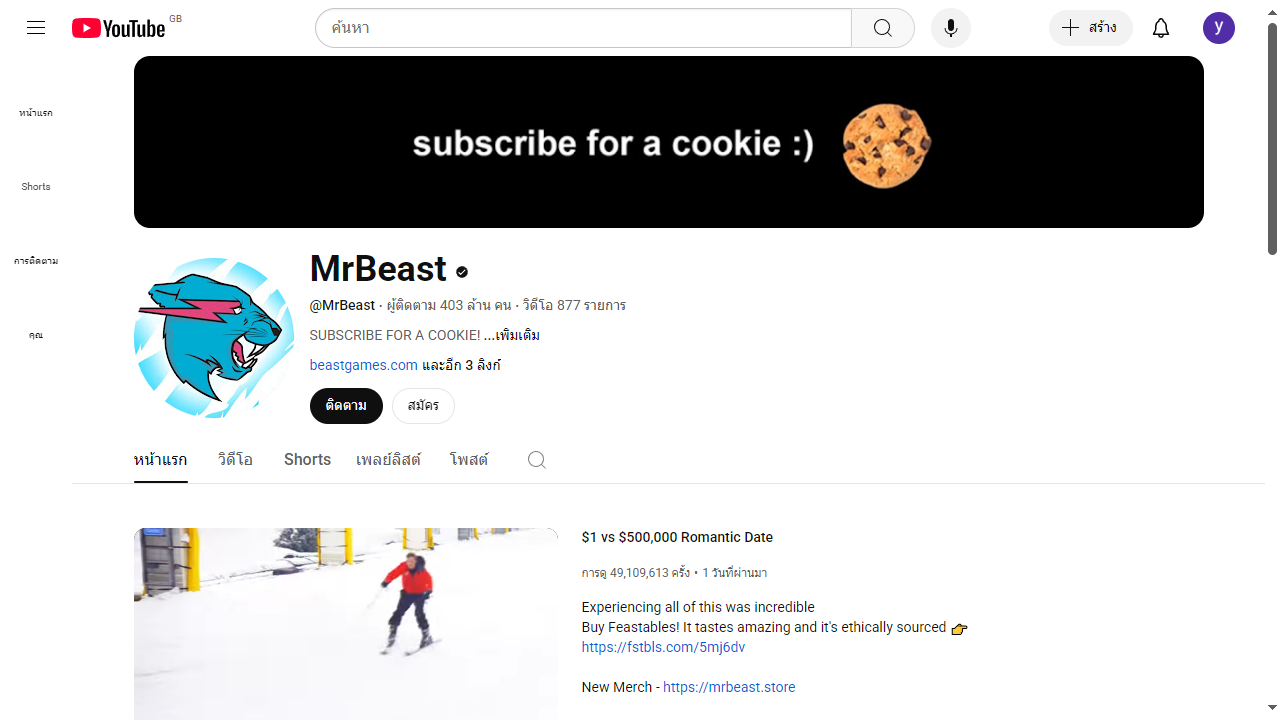 YouTube GB
ค้นหา
สร้าง
y
หน้าแรก
Shorts
การติดตาม
คุณ
subscribe for a cookie :)
MrBeast
@MrBeast • ผู้ติดตาม 403 ล้าน คน • วิดีโอ 877 รายการ
SUBSCRIBE FOR A COOKIE! ...เพิ่มเติม
beastgames.com และอีก 3 ลิงก์
ติดตาม สมัคร
หน้าแรก วิดีโอ Shorts เพลย์ลิสต์ โพสต์
$1 vs $500,000 Romantic Date
การดู 49,109,613 ครั้ง • 1 วันที่ผ่านมา
Experiencing all of this was incredible
Buy Feastables! It tastes amazing and it's ethically sourced 👉
https://fstbls.com/5mj6dv
New Merch - https://mrbeast.store